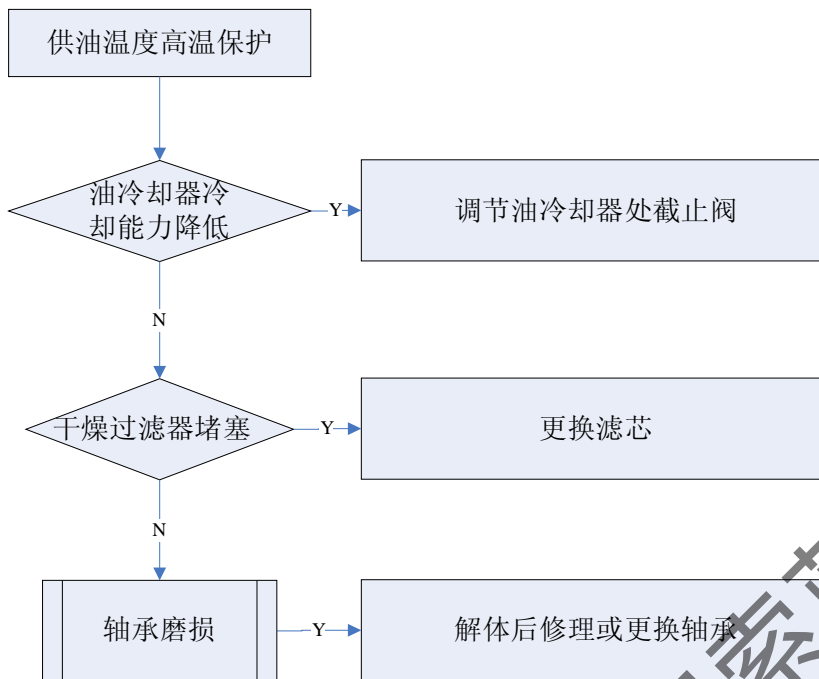 供油温度高温保护
油冷却器冷
却能力降低
Y
调节油冷却器处截止阀
N
干燥过滤器堵塞
Y
更换滤芯
N
轴承磨损
Y
解体后修理或更换轴承
索